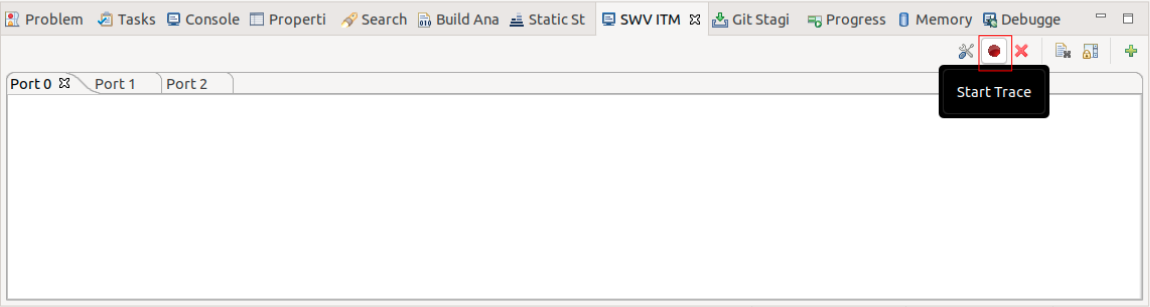 Problem Tasks Console Properti Search Build Ana Static St SWV ITM Git Stagi Progress Memory Debugge
Port 0 Port 1 Port 2
Start Trace